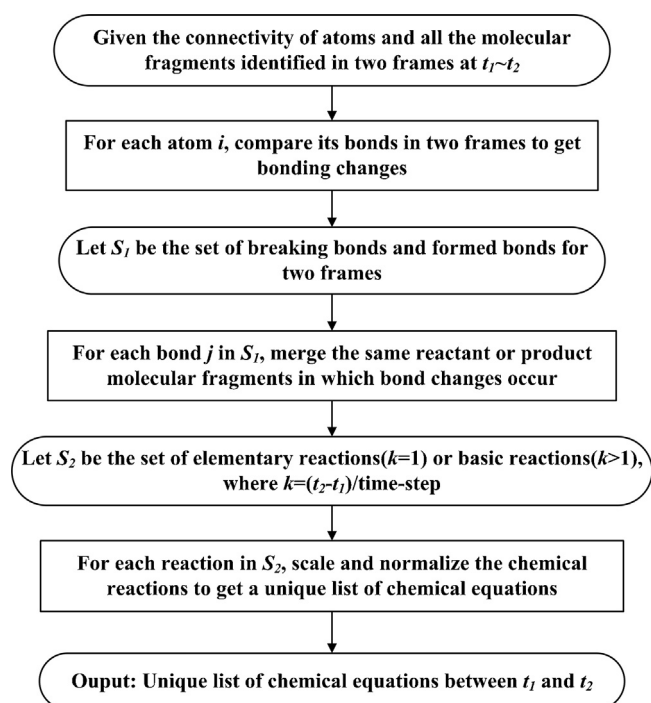 Given the connectivity of atoms and all the molecular
fragments identified in two frames at t₁~t₂
For each atom i, compare its bonds in two frames to get
bonding changes
Let S₁ be the set of breaking bonds and formed bonds for
two frames
For each bond j in S₁, merge the same reactant or product
molecular fragments in which bond changes occur
Let S₂ be the set of elementary reactions(k=1) or basic reactions(k>1),
where k=(t₂-t₁)/time-step
For each reaction in S₂, scale and normalize the chemical
reactions to get a unique list of chemical equations
Ouput: Unique list of chemical equations between t₁ and t₂